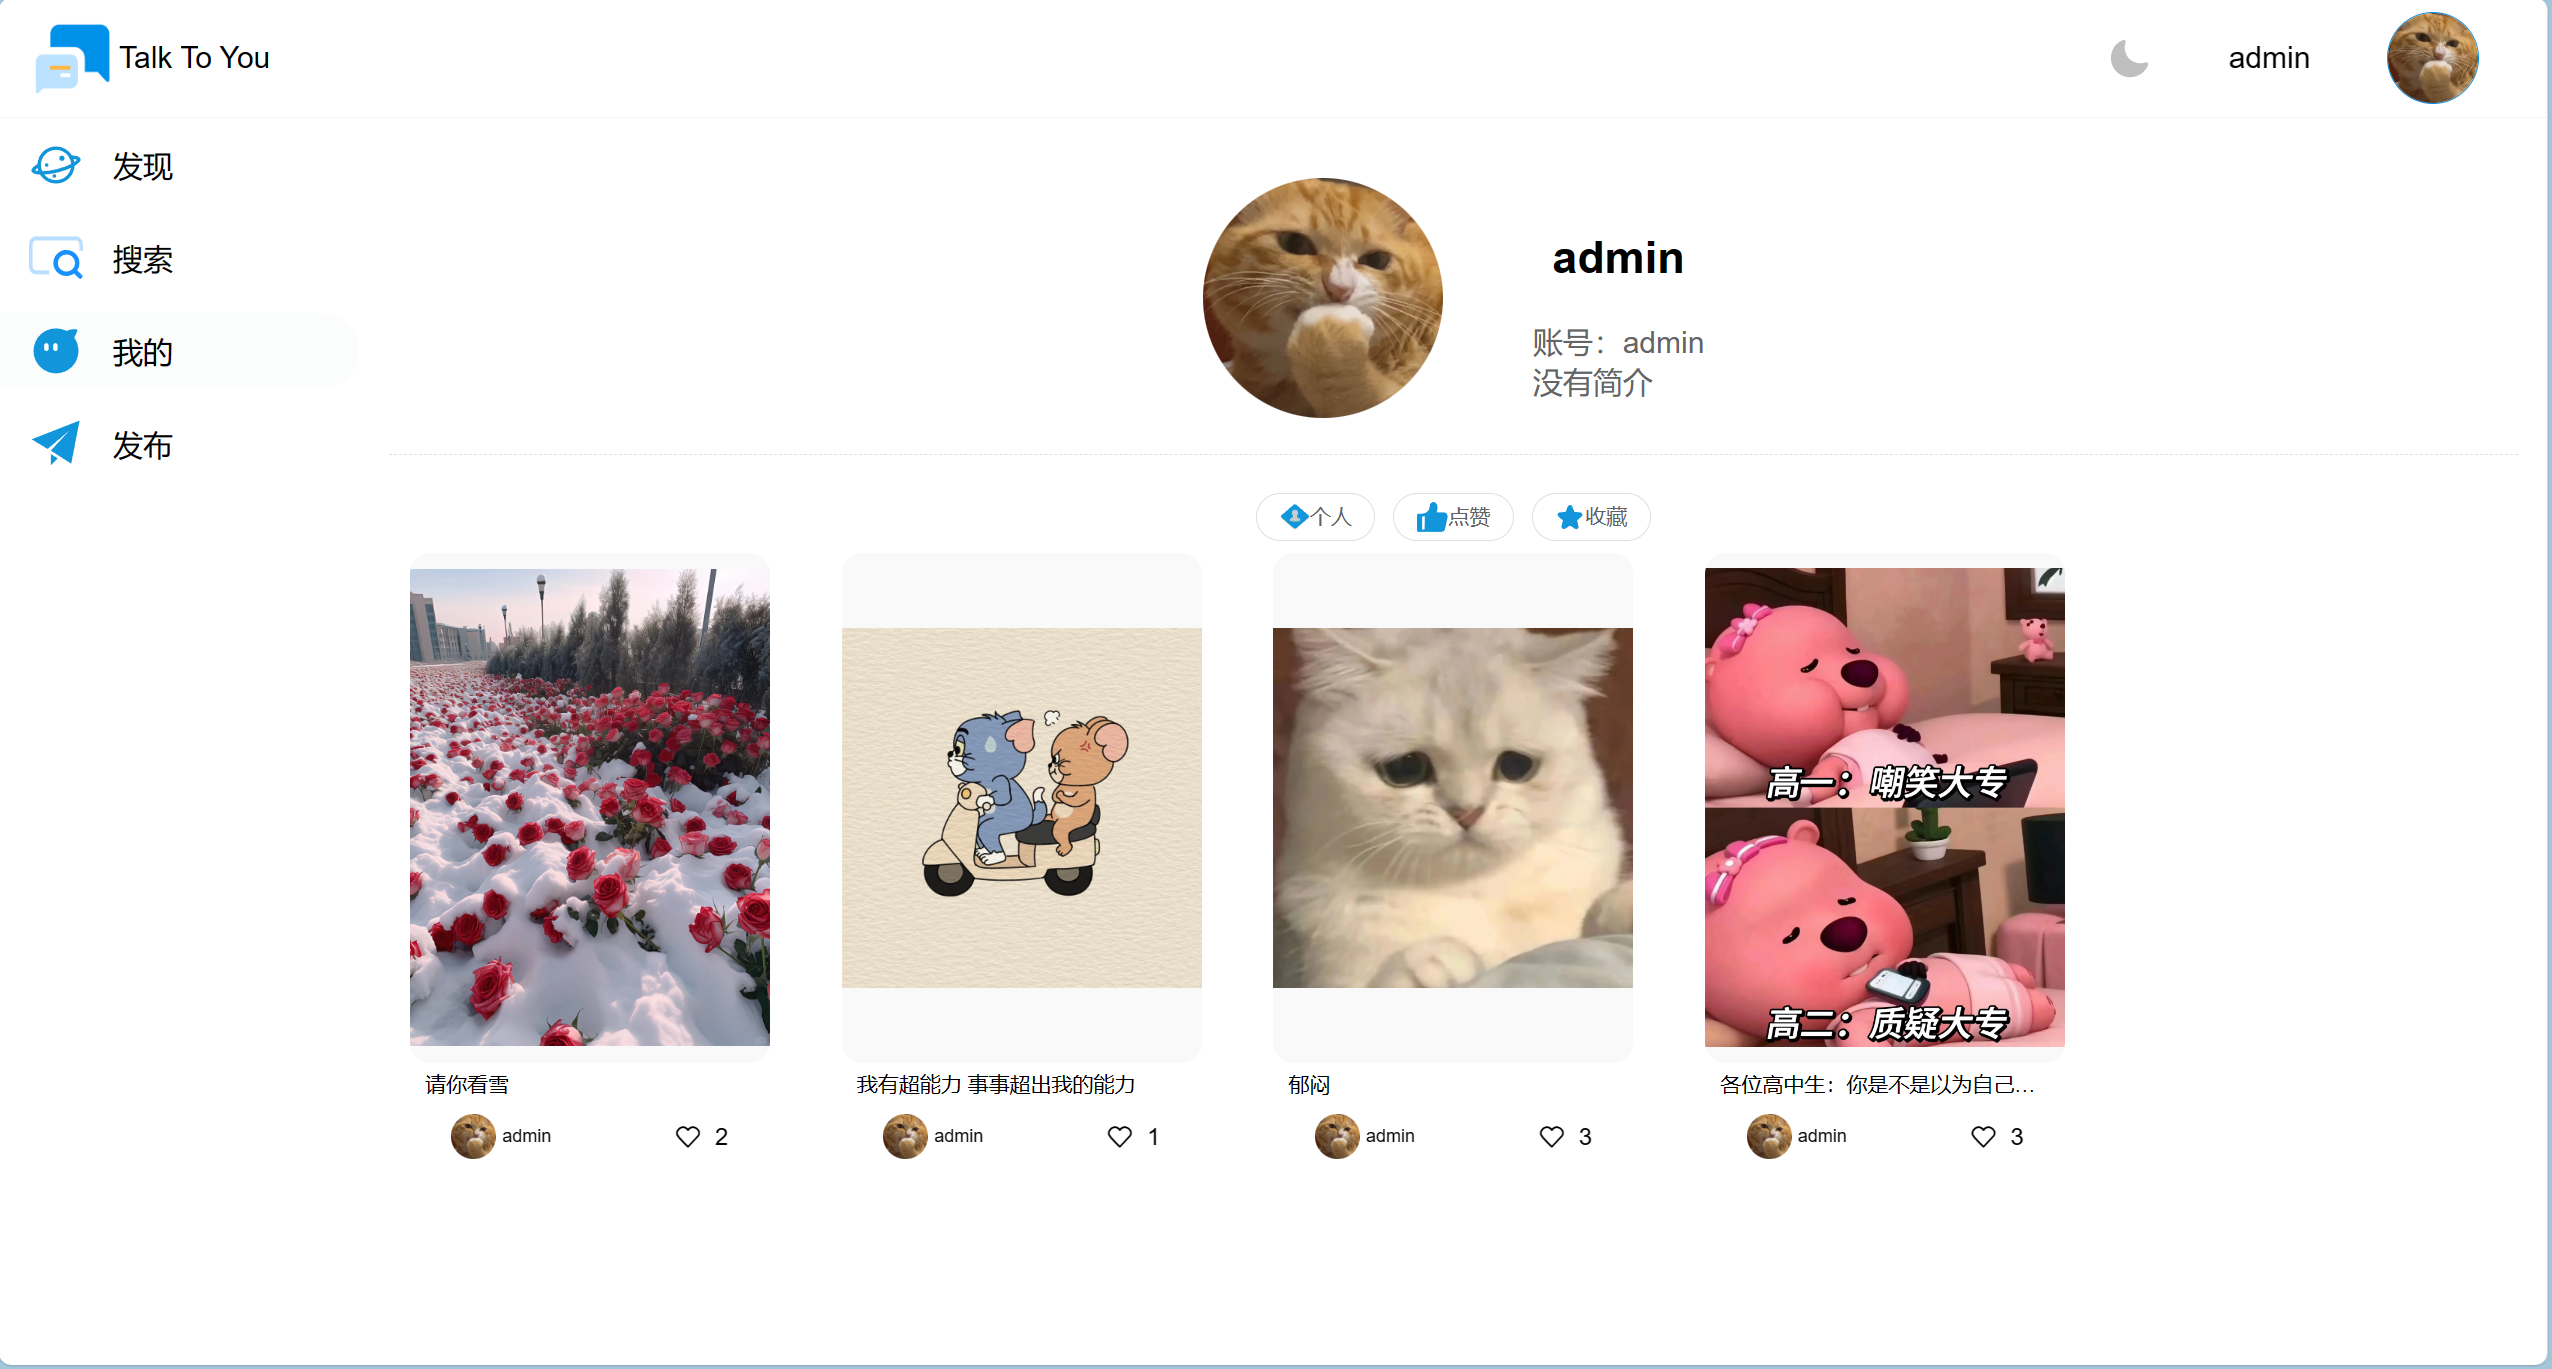 Talk To You
admin
发现
搜索
我的
发布
admin
账号：admin
没有简介
个人
点赞
收藏
高一：嘲笑大专
高二：质疑大专
请你看雪
admin
2
我有超能力 事事超出我的能力
admin
1
郁闷
admin
3
各位高中生：你是不是以为自己...
admin
3